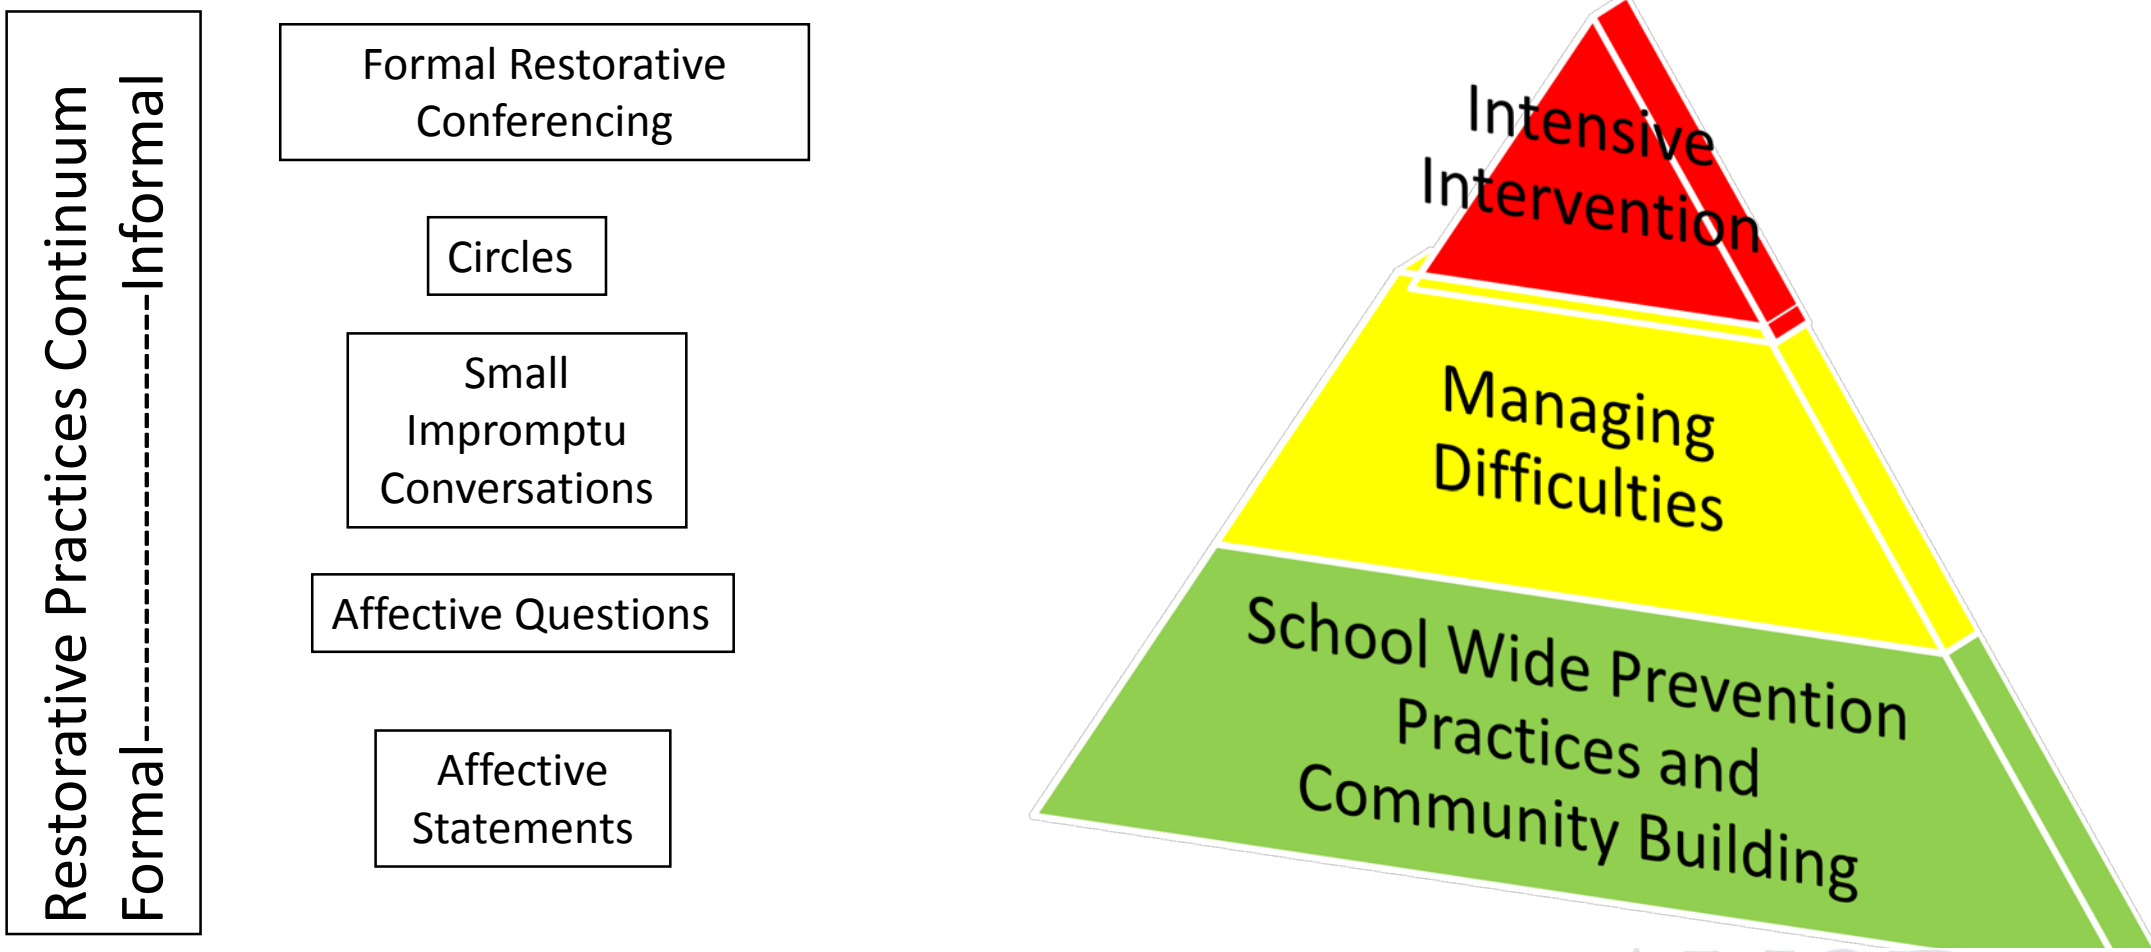 Restorative Practices Continuum
Formal-----------------------------Informal
Formal Restorative
Conferencing
Circles
Small
Impromptu
Conversations
Affective Questions
Affective
Statements
Intensive
Intervention
Managing
Difficulties
School Wide Prevention
Practices and
Community Building